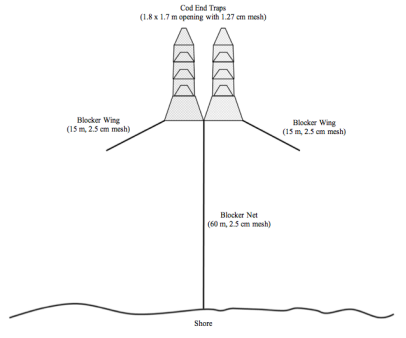 Cod End Traps
(1.8 x 1.7 m opening with 1.27 cm mesh)
Blocker Wing
(15 m, 2.5 cm mesh)
Blocker Wing
(15 m, 2.5 cm mesh)
Blocker Net
(60 m, 2.5 cm mesh)
Shore